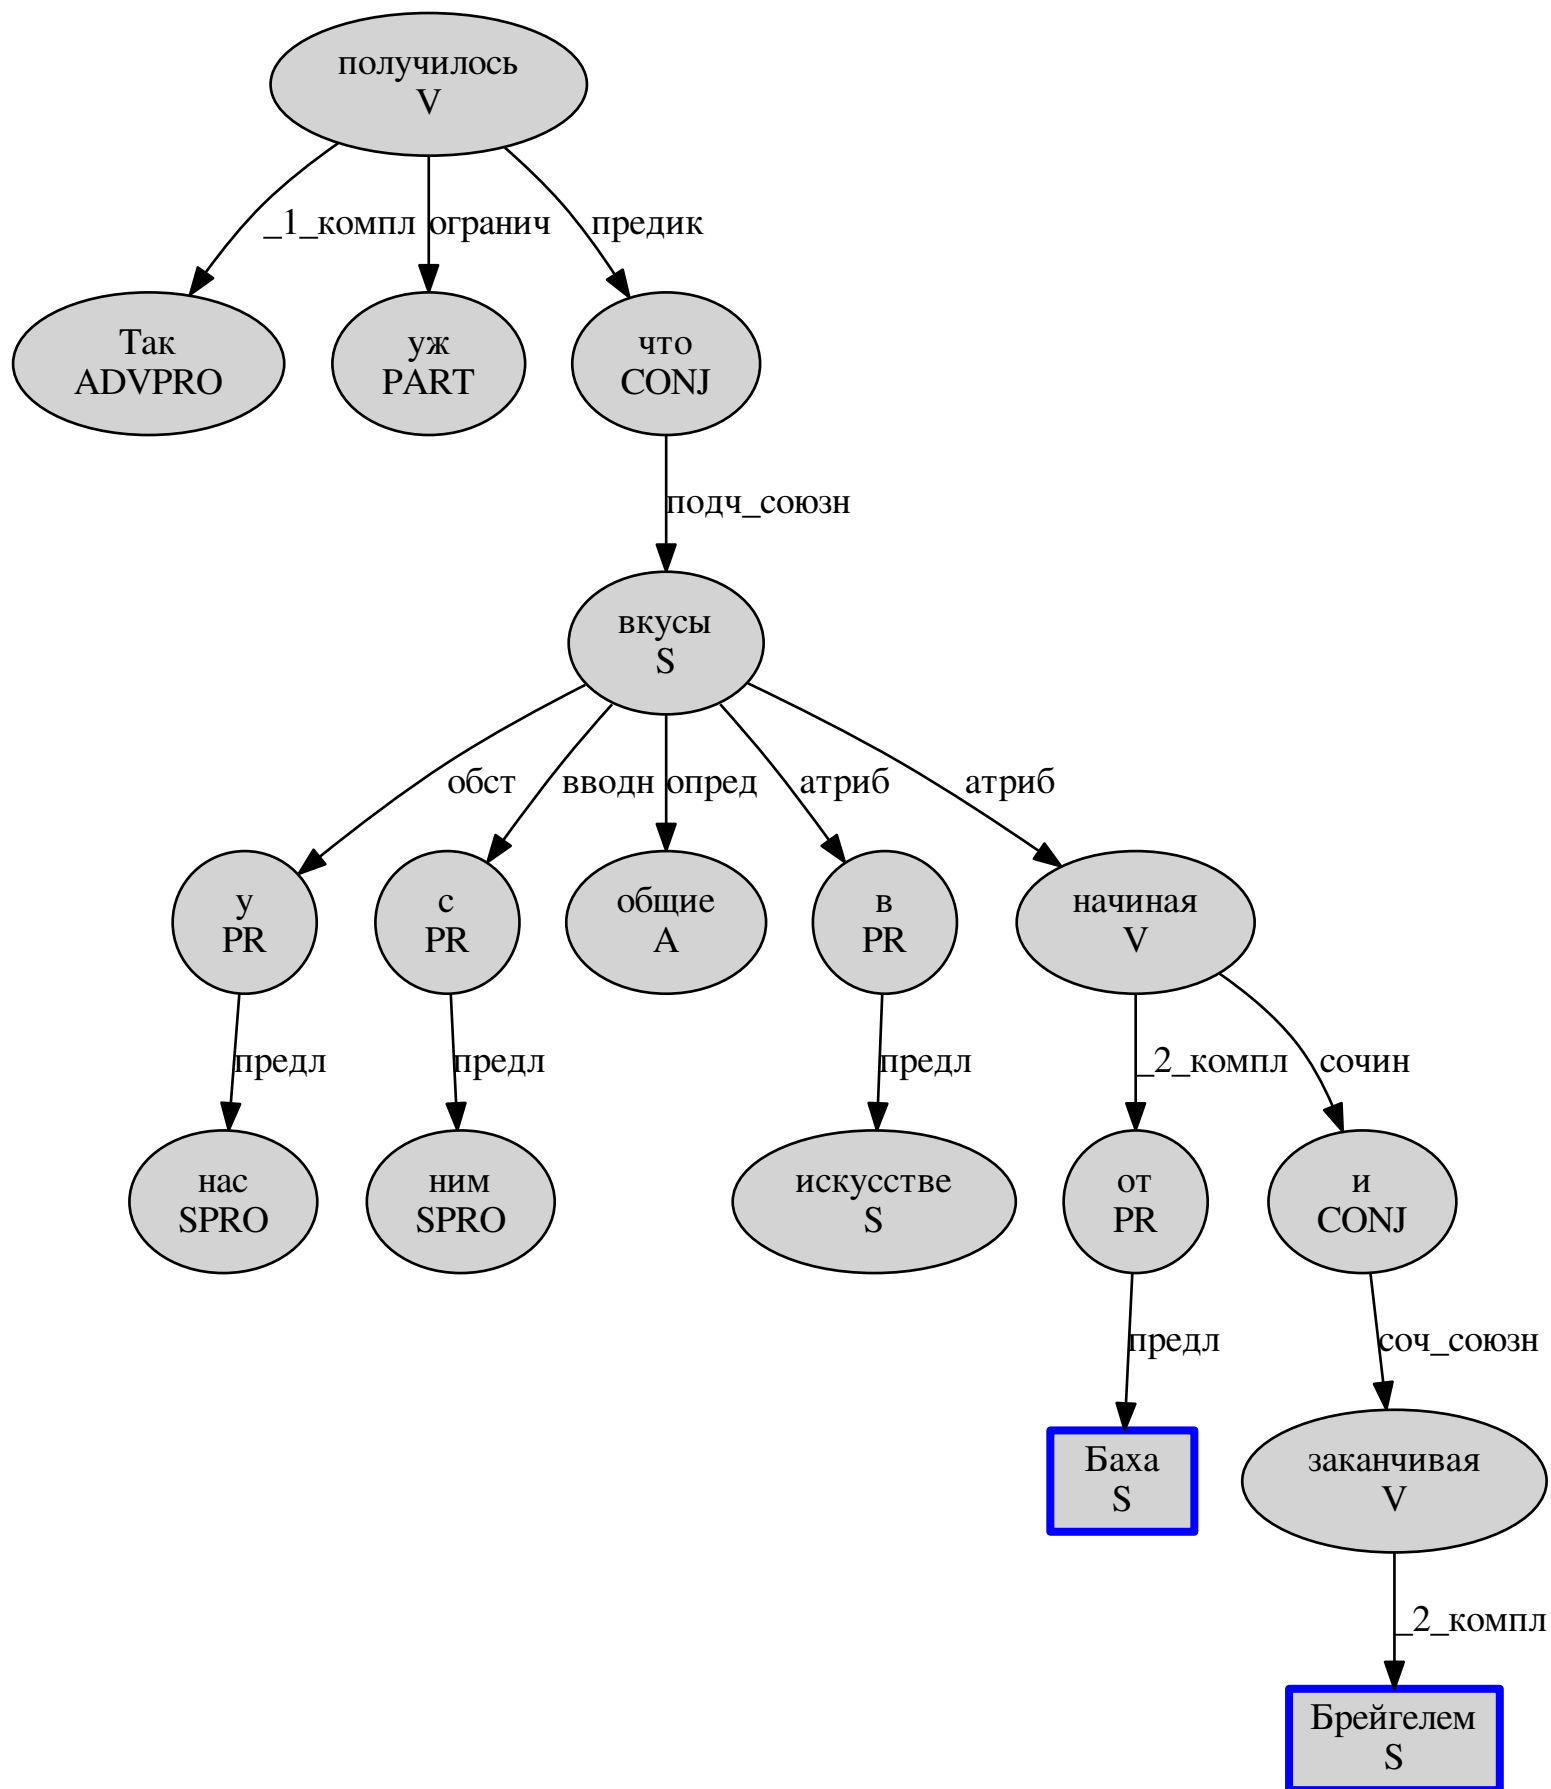 получилось
V
_1_компл
огранич
предик
Так
ADVPRO
уж
PART
что
CONJ
подч_союзн
вкусы
S
обст
вводн
опред
атриб
атриб
у
PR
с
PR
общие
A
в
PR
начиная
V
предл
предл
предл
_2_компл
сочин
нас
SPRO
ним
SPRO
искусстве
S
от
PR
и
CONJ
предл
соч_союзн
Баха
S
заканчивая
V
_2_компл
Брейгелем
S